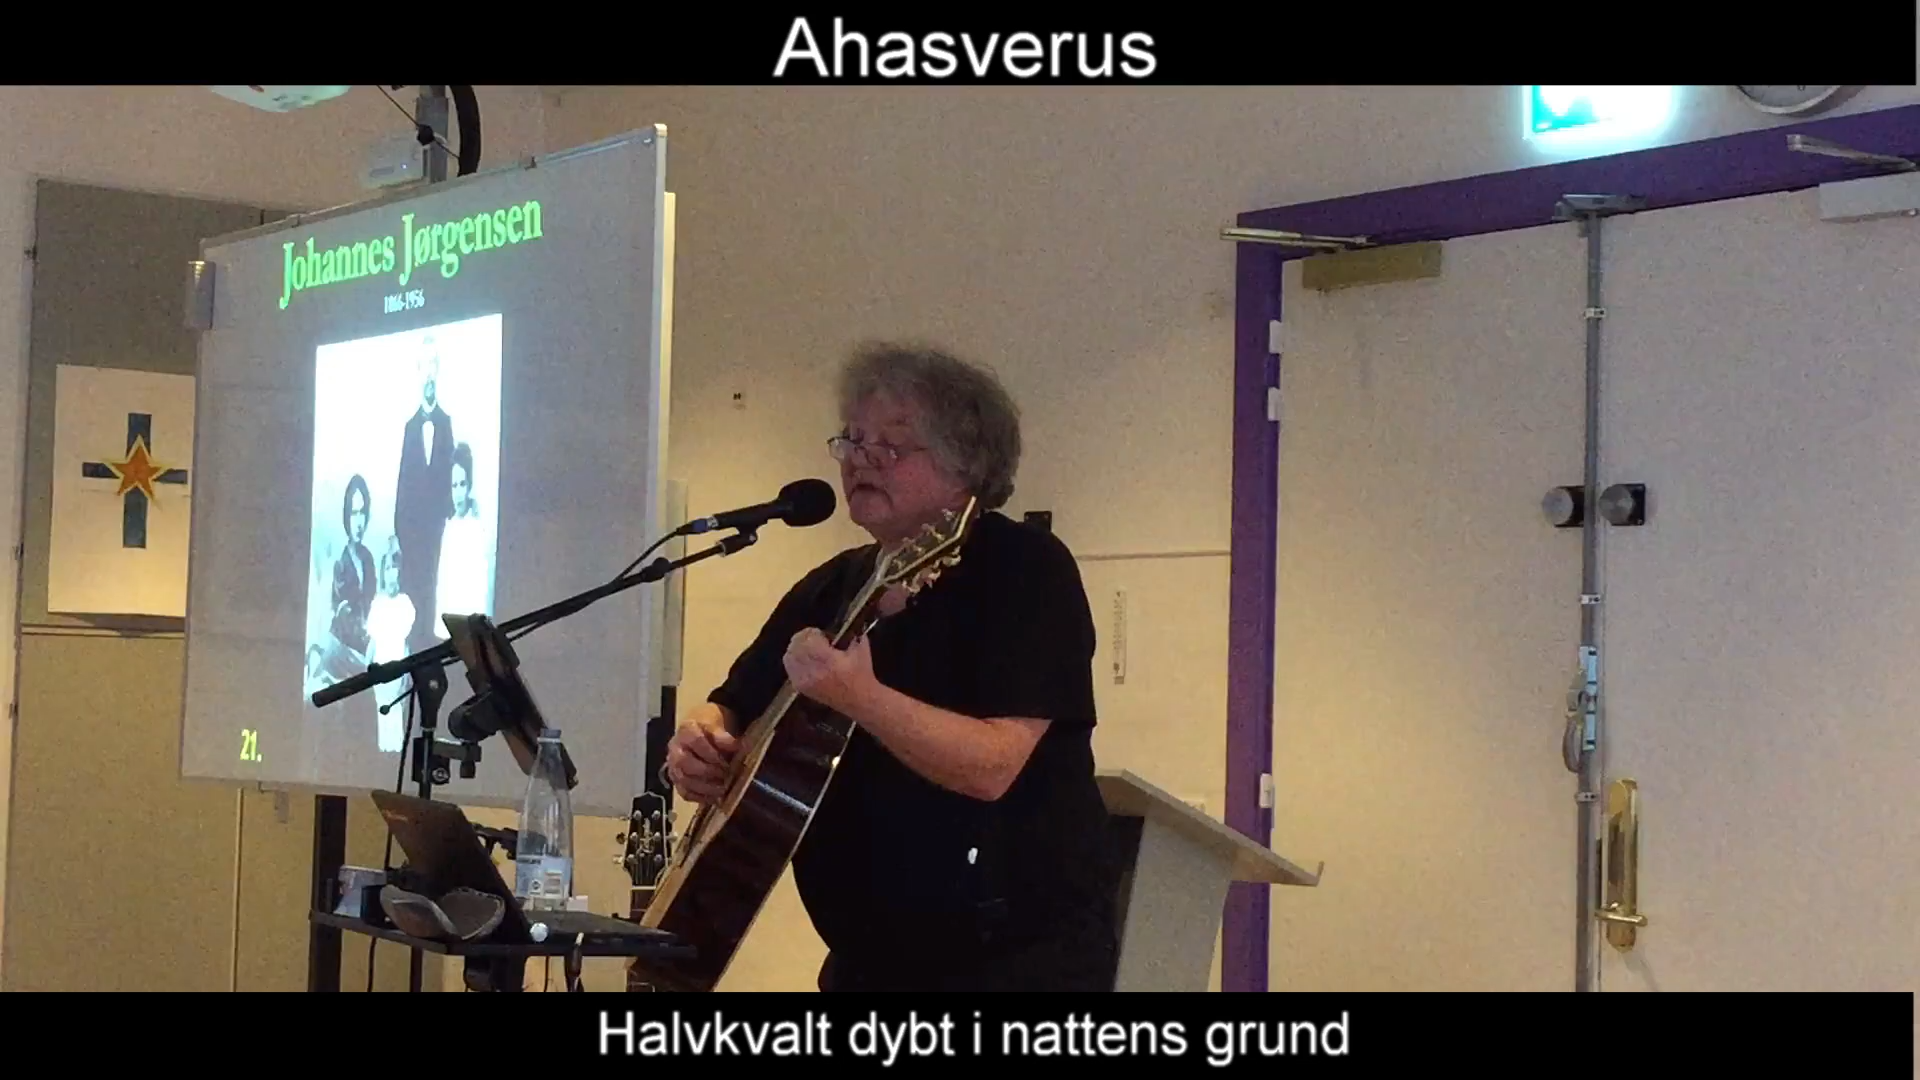 Ahasverus
Johannes Jørgensen
1866-1956
21.
Halvkvalt dybt i nattens grund